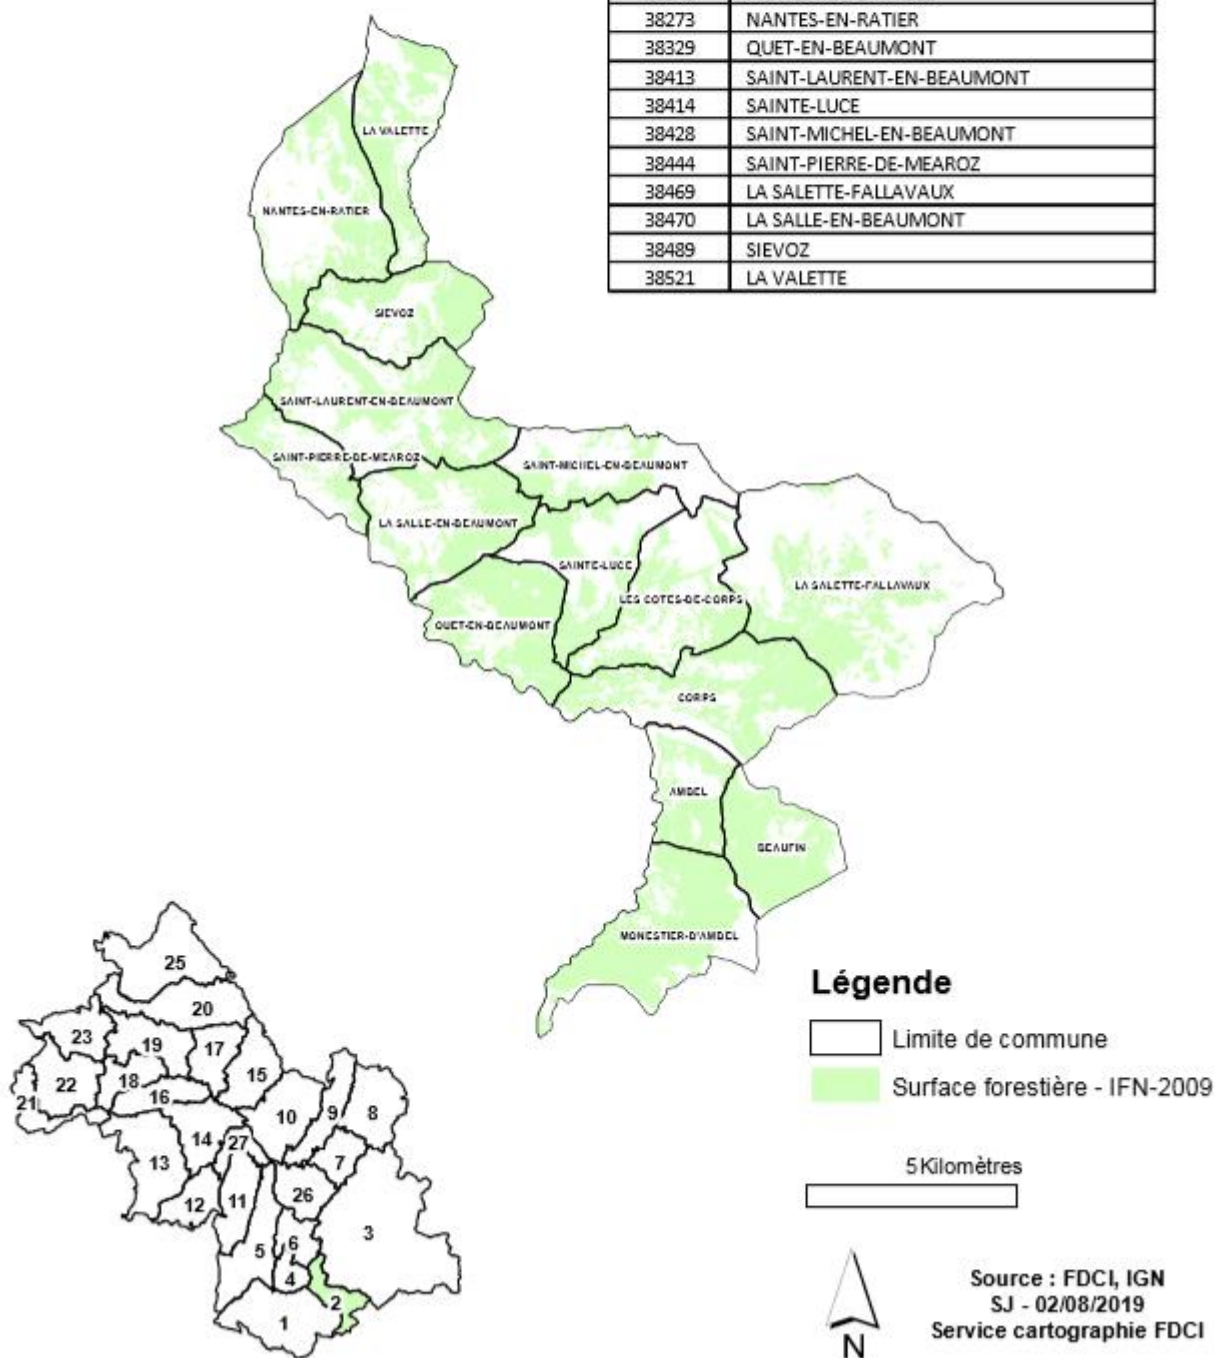 38273 NANTES-EN-RATIER
38329 QUET-EN-BEAUMONT
38413 SAINT-LAURENT-EN-BEAUMONT
38414 SAINTE-LUCE
38428 SAINT-MICHEL-EN-BEAUMONT
38444 SAINT-PIERRE-DE-MEAROZ
38469 LA SALETTE-FALLAVAUX
38470 LA SALLE-EN-BEAUMONT
38489 SIEVOZ
38521 LA VALETTE
LA VALETTE
NANTES-EN-RATIER
SIEVOZ
SAINT-LAURENT-EN-BEAUMONT
SAINT-PIERRE-DE-MEAROZ
SAINT-MICHEL-EN-BEAUMONT
LA SALLE-EN-BEAUMONT
SAINTE-LUCE
LA SALETTE-FALLAVAUX
LES COTES-DE-CORPS
QUET-EN-BEAUMONT
CORPS
AMBEL
BEAUFIN
MONESTIER-D'AMBEL
25
20
23
19
17
15
22
18
16
21
10
9
8
14
27
13
7
12
11
26
3
5
6
4
2
1
Légende
Limite de commune
Surface forestière - IFN-2009
5 Kilomètres
N
Source : FDCI, IGN
SJ - 02/08/2019
Service cartographie FDCI